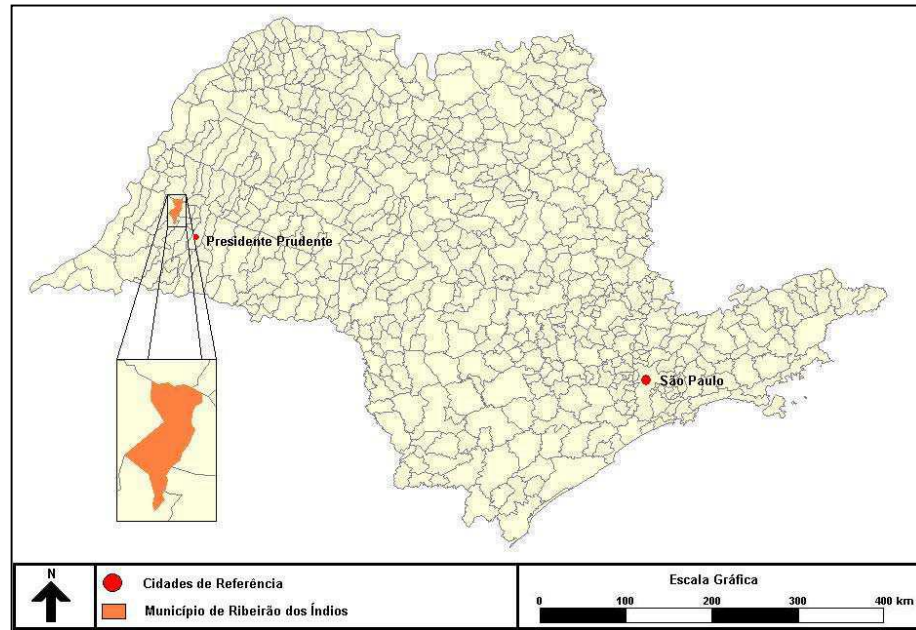 Presidente Prudente
São Paulo
N
Cidades de Referência
Município de Ribeirão dos Índios
Escala Gráfica
0 100 200 300 400 km